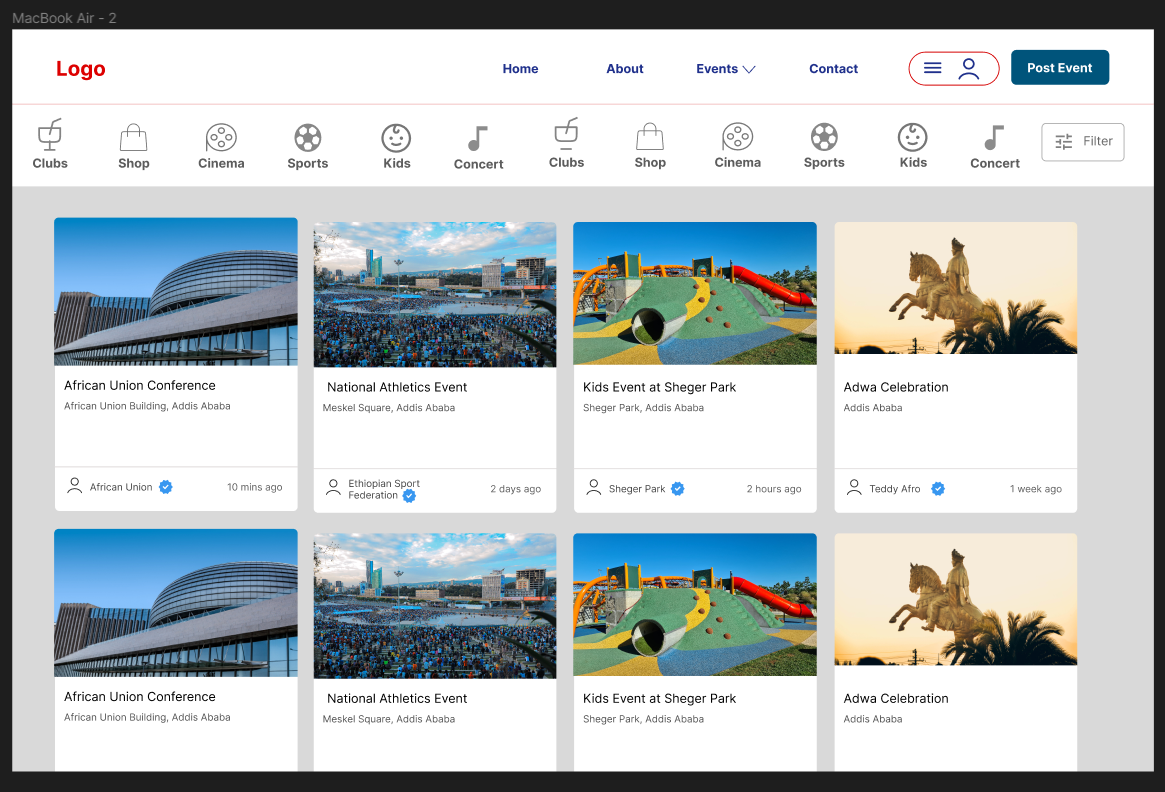 MacBook Air - 2
Logo
Home
About
Events
Contact
Post Event
Clubs
Shop
Cinema
Sports
Kids
Concert
Clubs
Shop
Cinema
Sports
Kids
Concert
Filter
African Union Conference
African Union Building, Addis Ababa
African Union
10 mins ago
National Athletics Event
Meskel Square, Addis Ababa
Ethiopian Sport
Federation
2 days ago
Kids Event at Sheger Park
Sheger Park, Addis Ababa
Sheger Park
2 hours ago
Adwa Celebration
Addis Ababa
Teddy Afro
1 week ago
African Union Conference
African Union Building, Addis Ababa
National Athletics Event
Meskel Square, Addis Ababa
Kids Event at Sheger Park
Sheger Park, Addis Ababa
Adwa Celebration
Addis Ababa